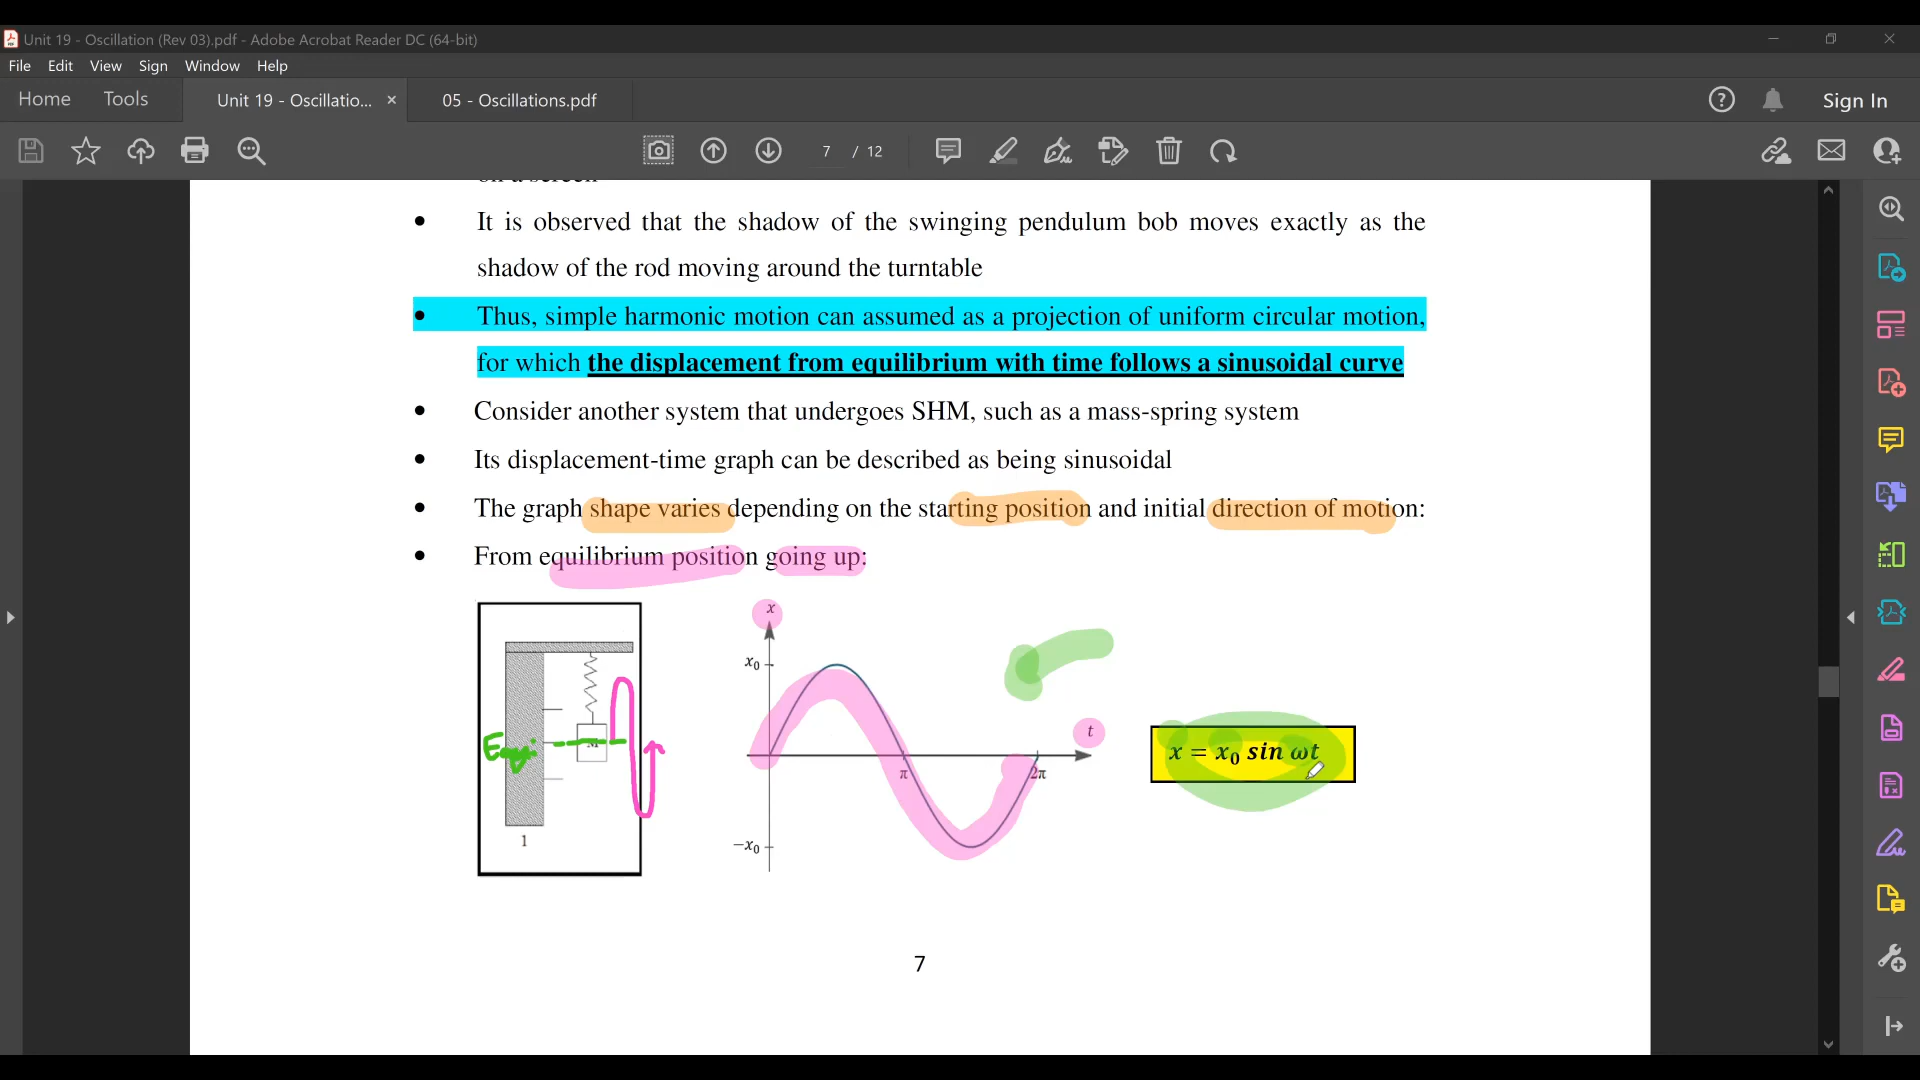 Unit 19 - Oscillation (Rev 03).pdf - Adobe Acrobat Reader DC (64-bit)
File Edit View Sign Window Help
Home Tools Unit 19 - Oscillatio... × 05 - Oscillations.pdf Sign In
7 / 12
on a screen
• It is observed that the shadow of the swinging pendulum bob moves exactly as the
shadow of the rod moving around the turntable
• Thus, simple harmonic motion can assumed as a projection of uniform circular motion,
for which the displacement from equilibrium with time follows a sinusoidal curve
• Consider another system that undergoes SHM, such as a mass-spring system
• Its displacement-time graph can be described as being sinusoidal
• The graph shape varies depending on the starting position and initial direction of motion:
• From equilibrium position going up:
x
x₀
t
Eqg:
M
x = x₀ sin ωt
π
2π
1
−x₀
7